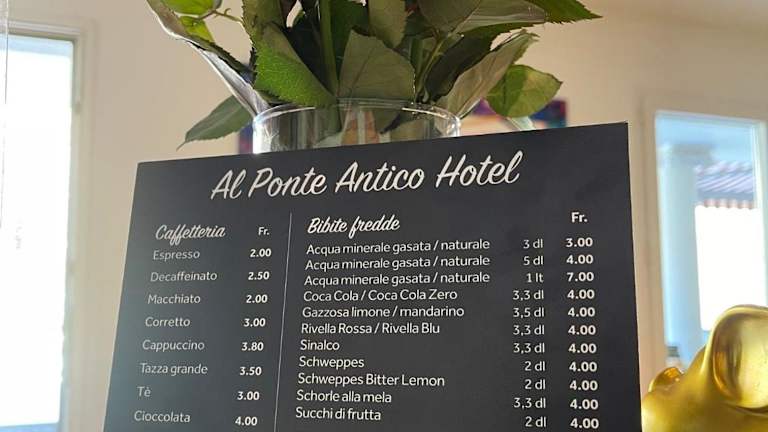 Al Ponte Antico Hotel
Caffetteria Fr.
Espresso 2.00
Decaffeinato 2.50
Macchiato 2.00
Corretto 3.00
Cappuccino 3.80
Tazza grande 3.50
Tè 3.00
Cioccolata 4.00
Bibite fredde Fr.
Acqua minerale gasata / naturale 3 dl 3.00
Acqua minerale gasata / naturale 5 dl 4.00
Acqua minerale gasata / naturale 1 lt 7.00
Coca Cola / Coca Cola Zero 3,3 dl 4.00
Gazzosa limone / mandarino 3,5 dl 4.00
Rivella Rossa / Rivella Blu 3,3 dl 4.00
Sinalco 3,3 dl 4.00
Schweppes 2 dl 4.00
Schweppes Bitter Lemon 2 dl 4.00
Schorle alla mela 3,3 dl 4.00
Succhi di frutta 2 dl 4.00